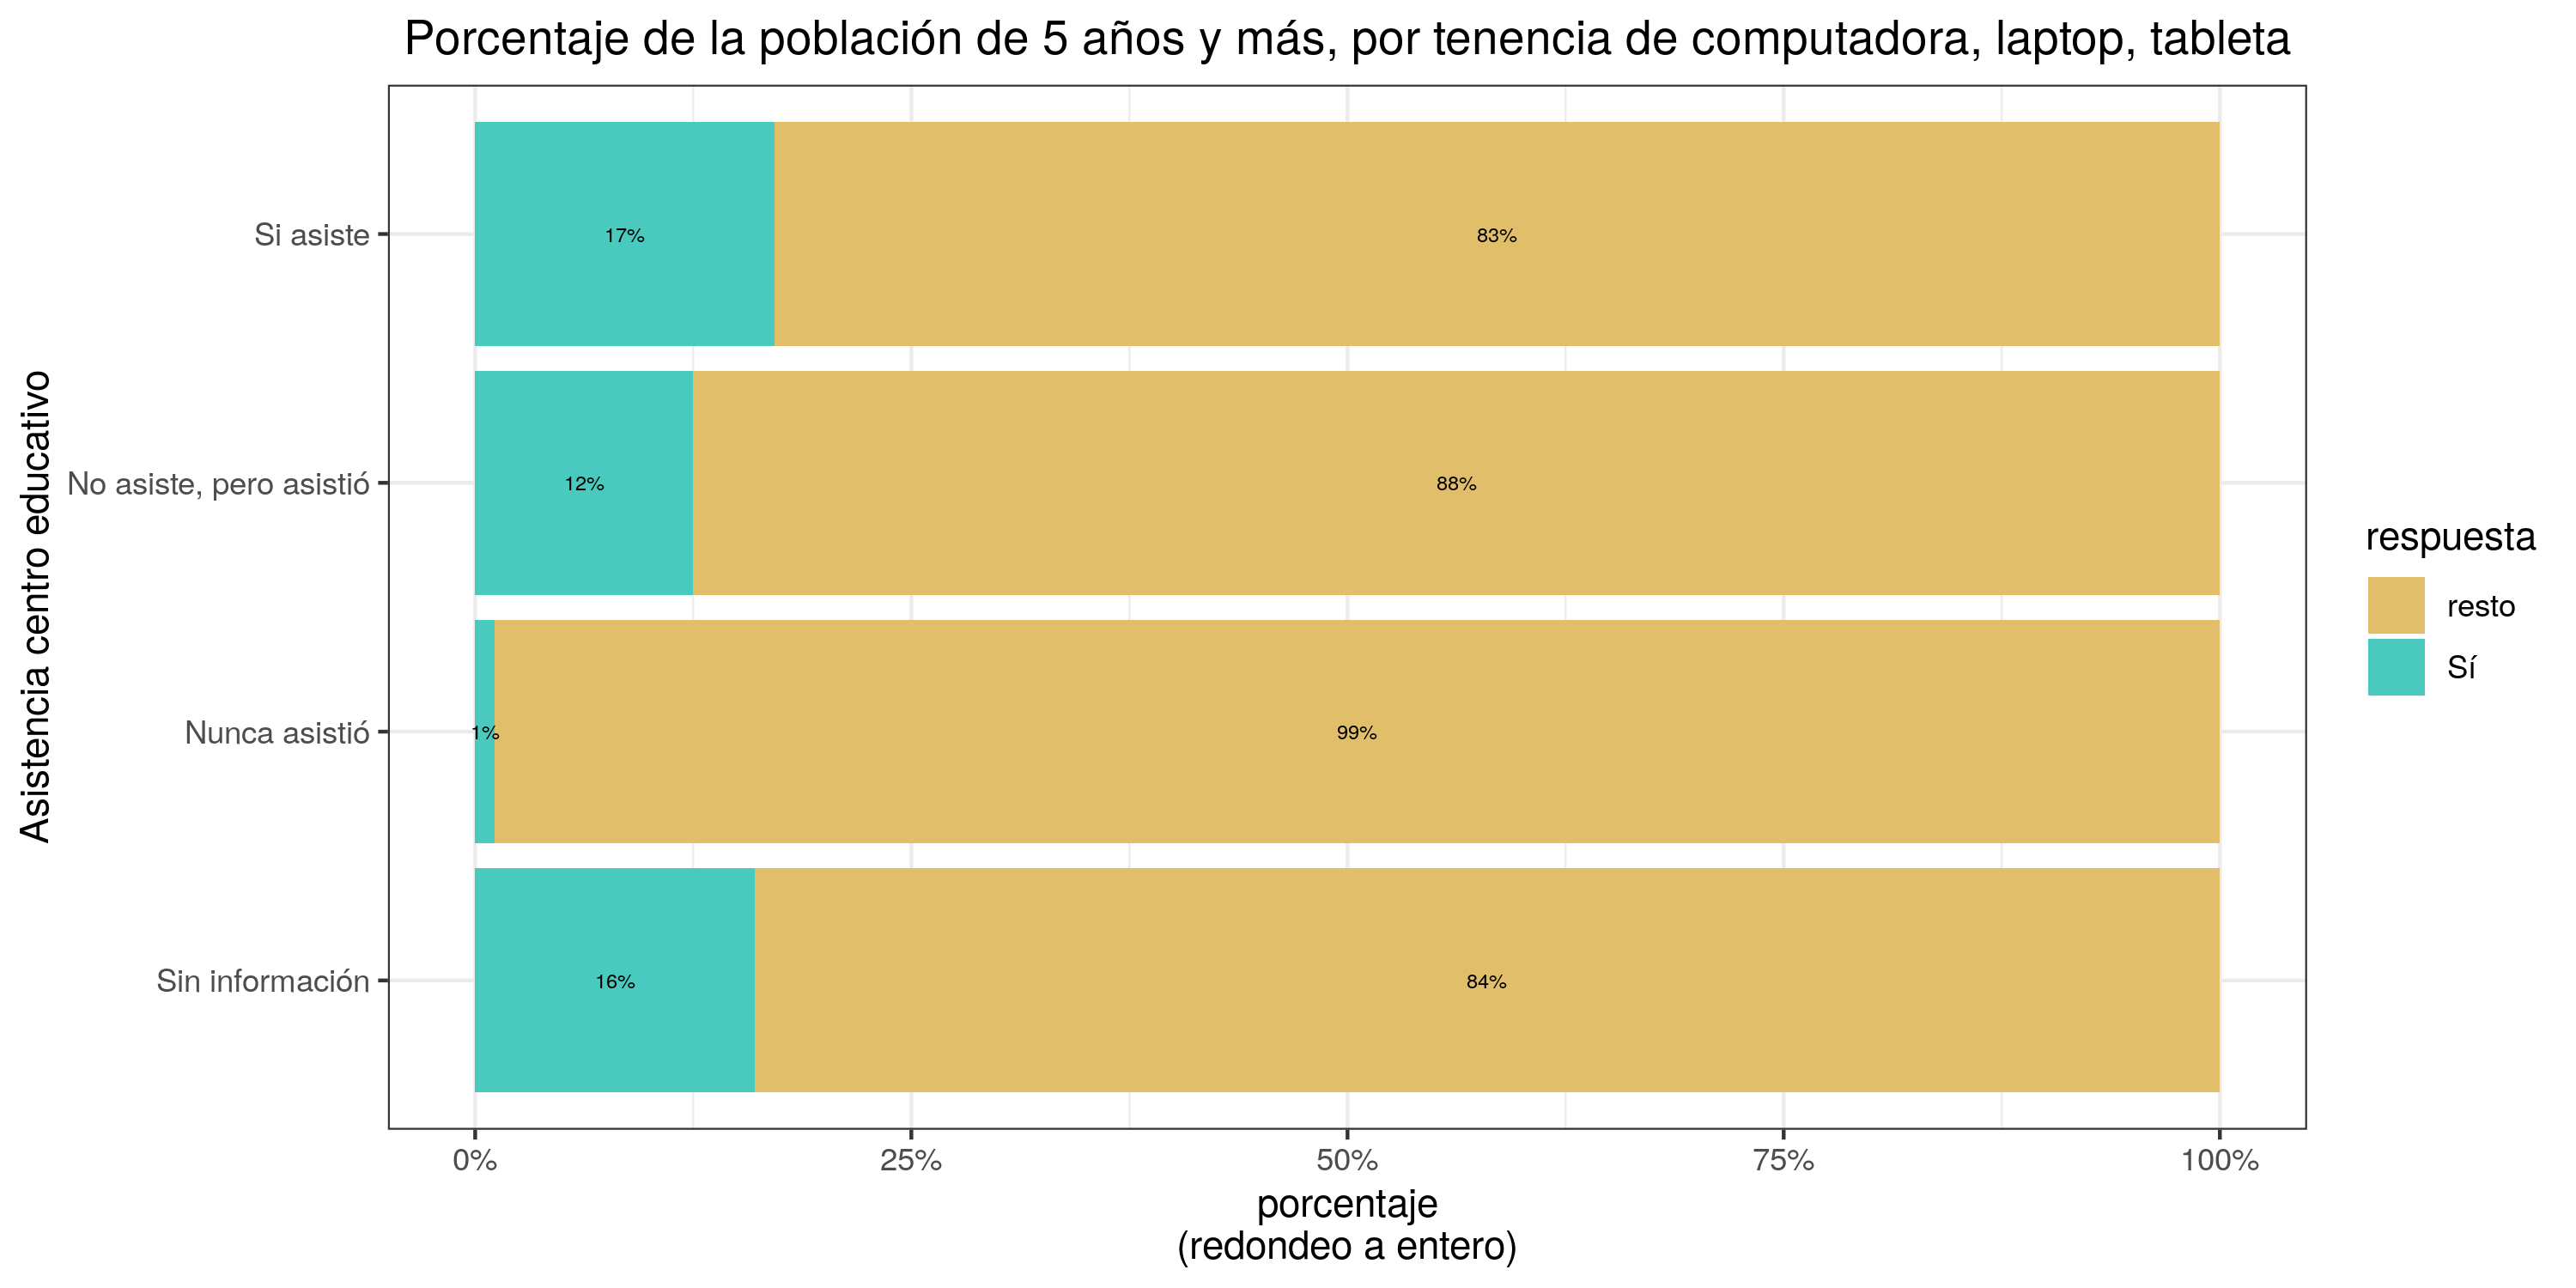 Porcentaje de la población de 5 años y más, por tenencia de computadora, laptop, tableta
Asistencia centro educativo
Si asiste
17%
83%
No asiste, pero asistió
12%
88%
Nunca asistió
1%
99%
Sin información
16%
84%
0%
25%
50%
75%
100%
porcentaje
(redondeo a entero)
respuesta
resto
Sí